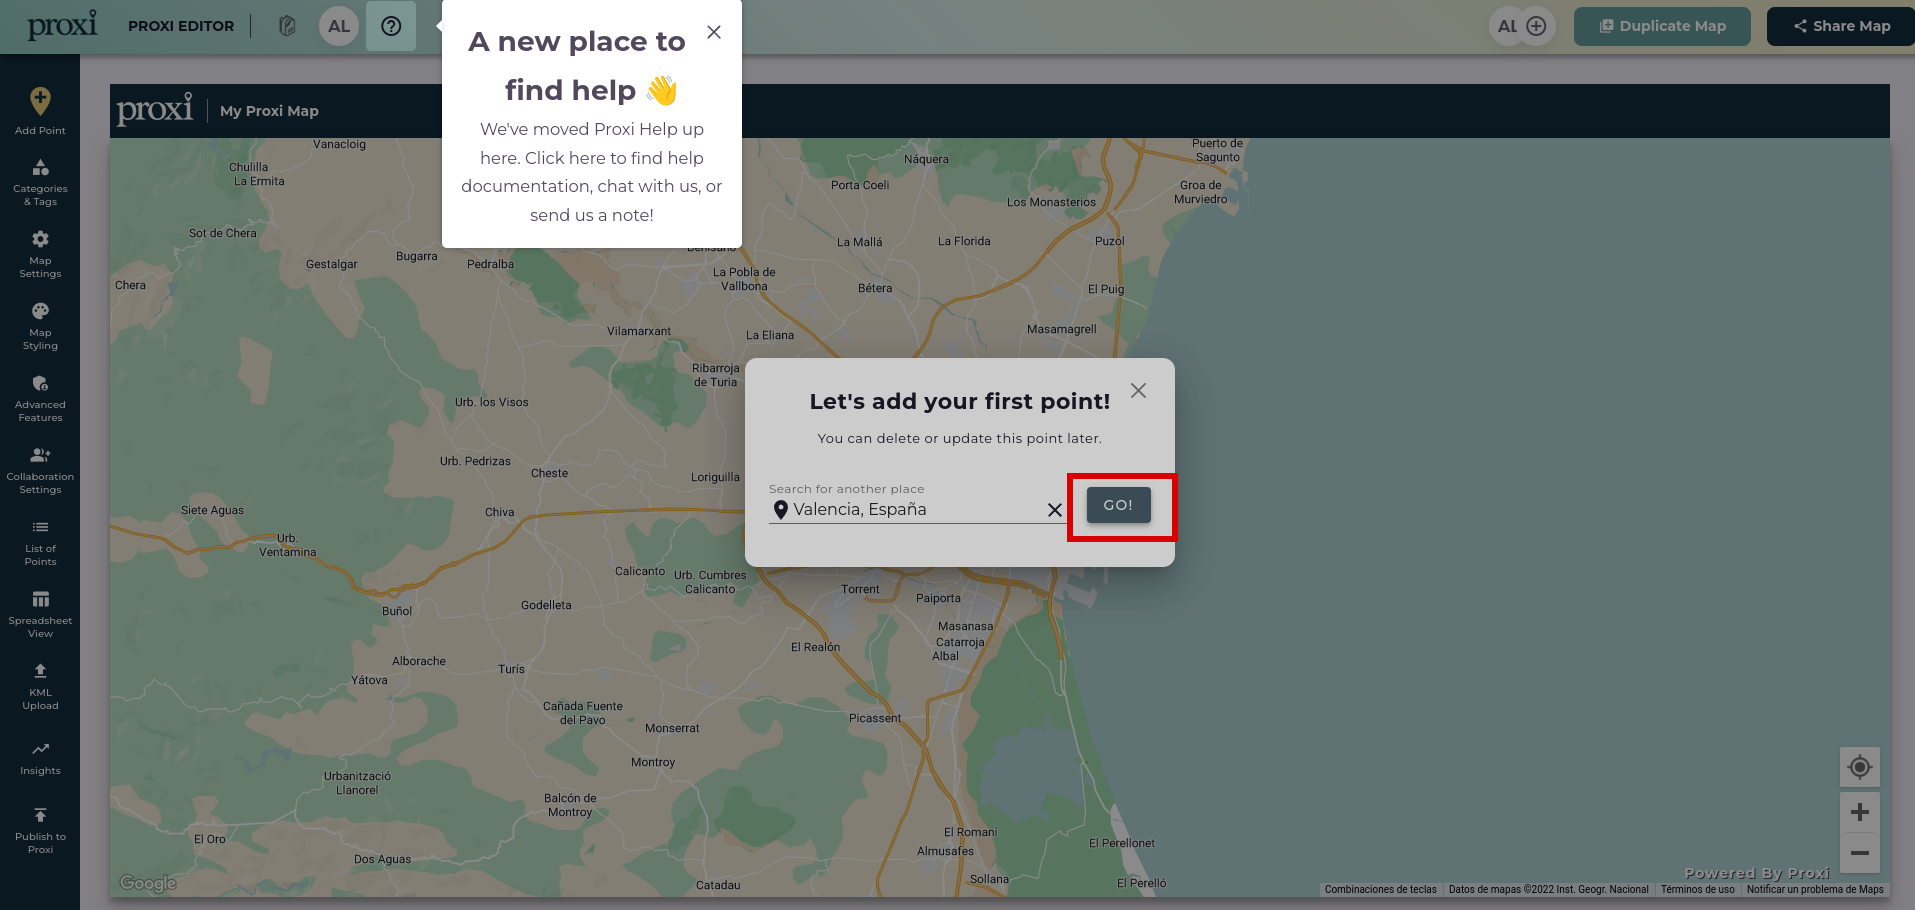 proxi
PROXI EDITOR
AL
A new place to
find help 👋
We've moved Proxi Help up
here. Click here to find help
documentation, chat with us, or
send us a note!
AL
Duplicate Map
Share Map
Add Point
Categories
& Tags
Map
Settings
Map
Styling
Advanced
Features
Collaboration
Settings
List of
Points
Spreadsheet
View
KML
Upload
Insights
Publish to
Proxi
proxi
My Proxi Map
Vanacloig
Chulilla
La Ermita
Sot de Chera
Gestalgar
Bugarra
Pedralba
Chera
Náquera
Puerto de
Sagunto
Porta Coeli
Los Monasterios
Groa de
Murviedro
La Mallá
La Florida
Puzol
Benisanó
La Pobla de
Vallbona
Bétera
El Puig
Vilamarxant
La Eliana
Masamagrell
Ribarroja
de Turia
Urb. los Visos
Let's add your first point!
You can delete or update this point later.
Search for another place
Valencia, España
GO!
Urb. Pedrizas
Cheste
Loriguilla
Siete Aguas
Chiva
Urb.
Ventamina
Calicanto
Urb. Cumbres
Calicanto
Torrent
Paiporta
Buñol
Godelleta
Masanasa
Catarroja
Albal
El Realón
Alborache
Turís
Yátova
Cañada Fuente
del Pavo
Picassent
Monserrat
Montroy
Urbanització
Llanorel
Balcón de
Montroy
El Oro
El Romaní
El Perellonet
Dos Aguas
Almusafes
Catadau
Sollana
El Perelló
Google
Powered By Proxi
Combinaciones de teclas
Datos de mapas ©2022 Inst. Geogr. Nacional
Términos de uso
Notificar un problema de Maps